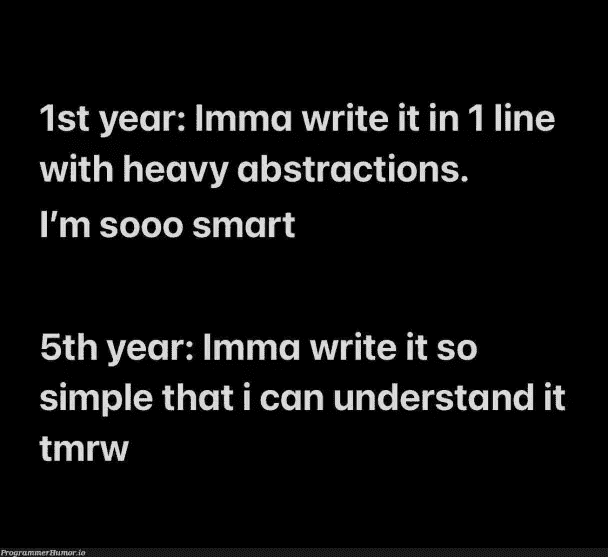 1st year: Imma write it in 1 line
with heavy abstractions.
I’m sooo smart
5th year: Imma write it so
simple that i can understand it
tmrw
ProgrammerHumor.io